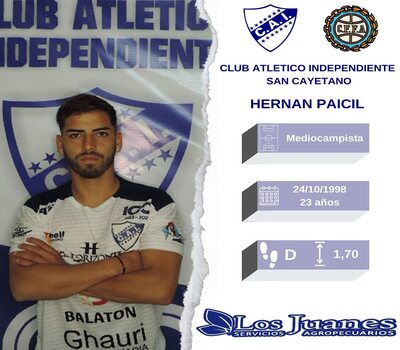 CLUB ATLETICO
INDEPENDIENTE
C.A.I.
BALATON
Ghauri
C.A.I.
C.E.F.A.
CLUB ATLETICO INDEPENDIENTE
SAN CAYETANO
HERNAN PAICIL
Mediocampista
24/10/1998
23 años
D 1,70
Los Juanes
SERVICIOS AGROPECUARIOS